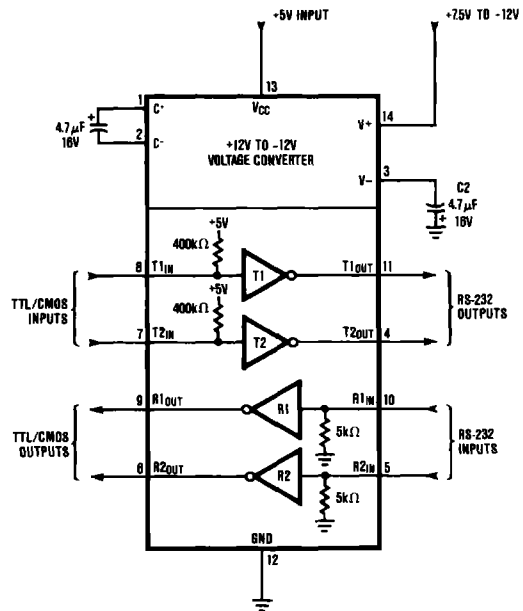 +5V INPUT
+7.5V TO -12V
13
1
C+
VCC
14
V+
4.7µF
16V
+
2
C-
+12V TO -12V
VOLTAGE CONVERTER
3
V-
C2
4.7µF
16V
+
+5V
400kΩ
8
T1IN
T1
T1OUT
11
+5V
400kΩ
TTL/CMOS
INPUTS
RS-232
OUTPUTS
7
T2IN
T2
T2OUT
4
9
R1OUT
R1
R1IN
10
5kΩ
TTL/CMOS
OUTPUTS
RS-232
INPUTS
6
R2OUT
R2
R2IN
5
5kΩ
GND
12